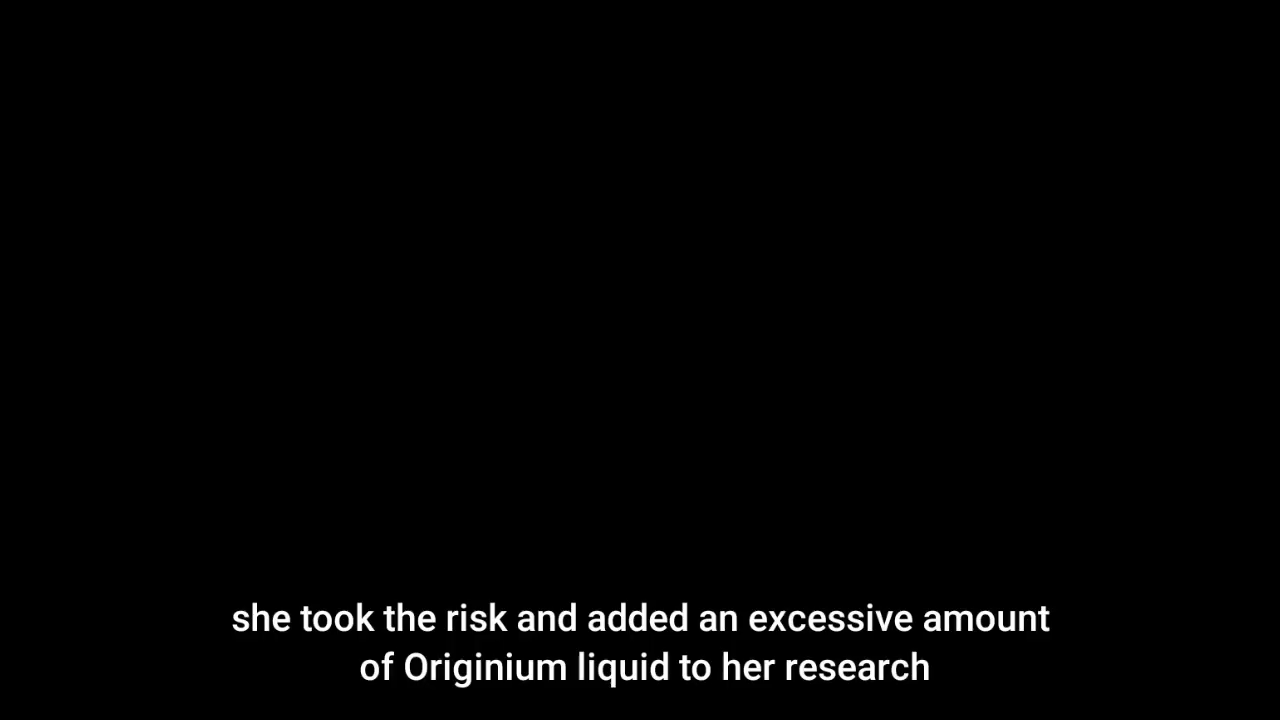 she took the risk and added an excessive amount
of Originium liquid to her research